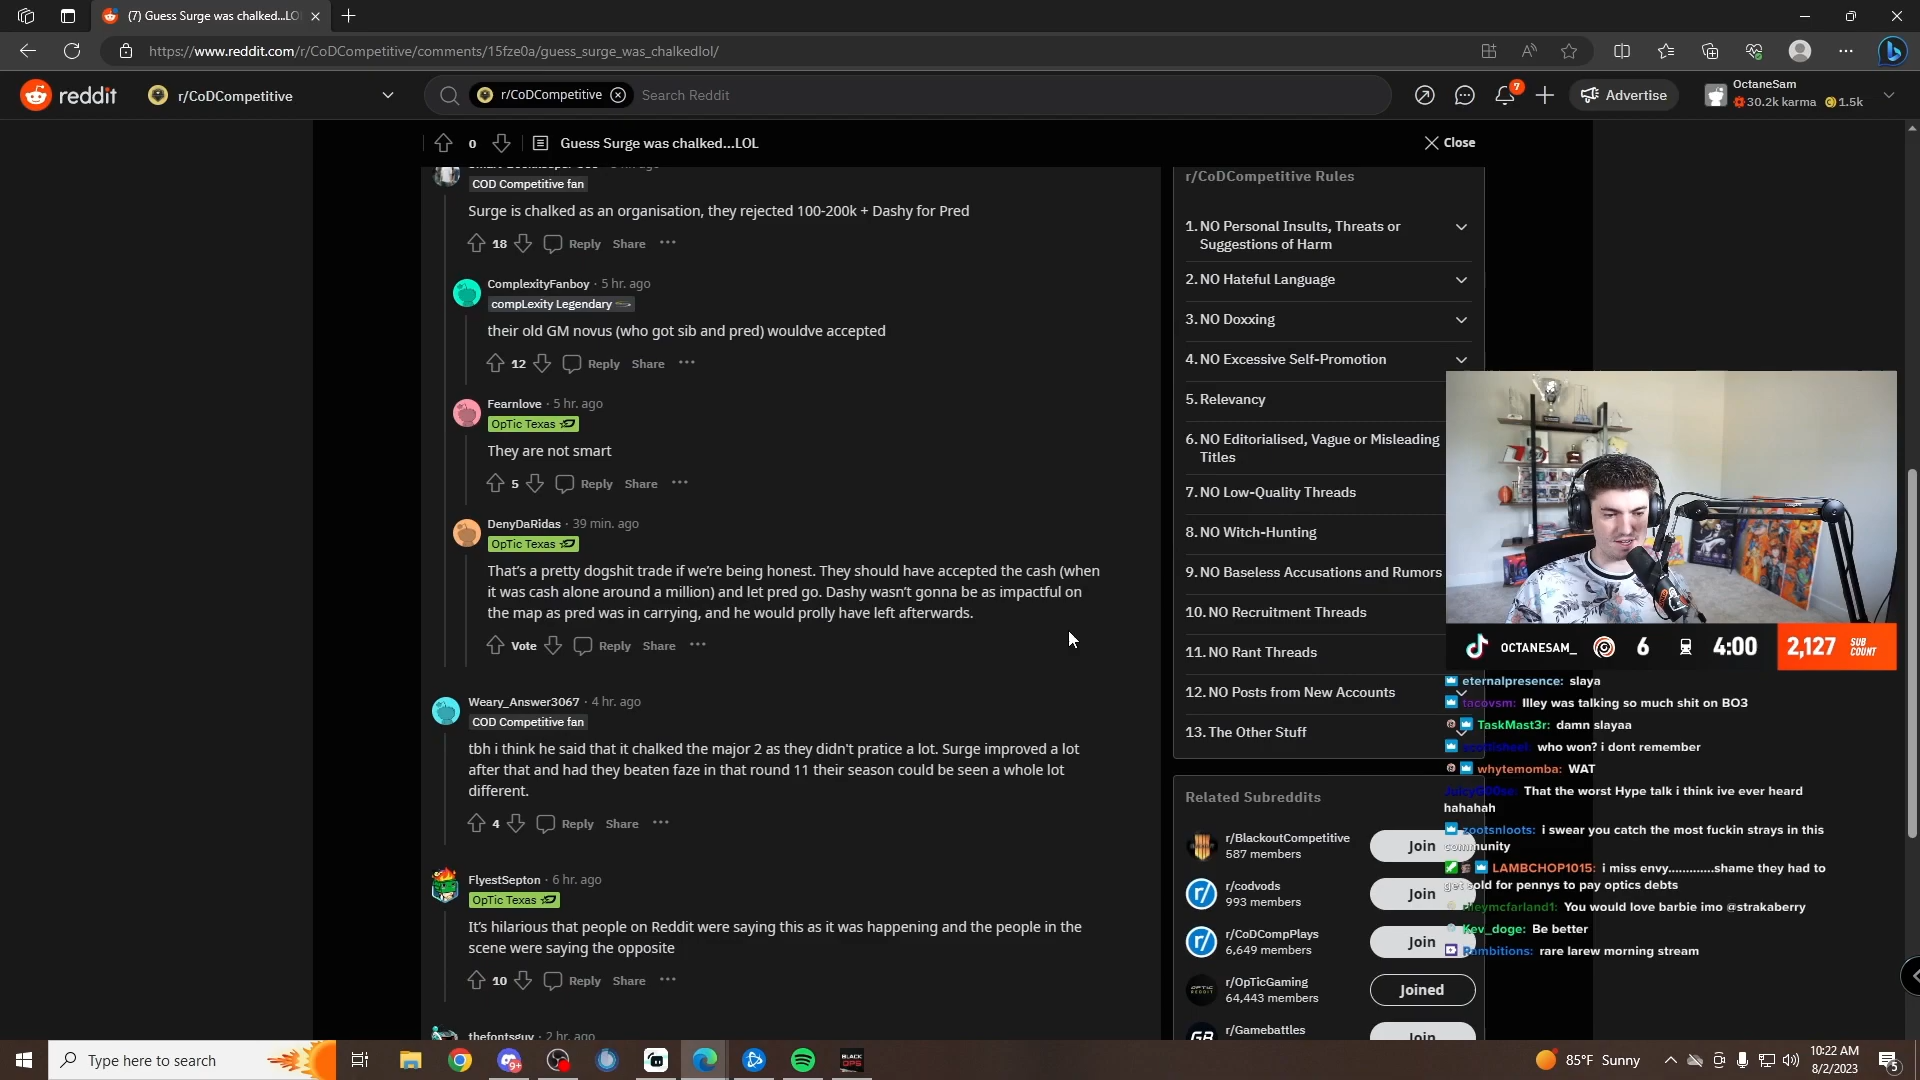 (7) Guess Surge was chalked...LO
https://www.reddit.com/r/CoDCompetitive/comments/15fze0a/guess_surge_was_chalkedlol/
reddit
r/CoDCompetitive
r/CoDCompetitive
Search Reddit
7
Advertise
OctaneSam
30.2k karma
1.5k
0
Guess Surge was chalked...LOL
Close
COD Competitive fan
Surge is chalked as an organisation, they rejected 100-200k + Dashy for Pred
18
Reply
Share
ComplexityFanboy · 5 hr. ago
compLexity Legendary
their old GM novus (who got sib and pred) wouldve accepted
12
Reply
Share
Fearnlove · 5 hr. ago
OpTic Texas
They are not smart
5
Reply
Share
DenyDaRidas · 39 min. ago
OpTic Texas
That's a pretty dogshit trade if we're being honest. They should have accepted the cash (when
it was cash alone around a million) and let pred go. Dashy wasn't gonna be as impactful on
the map as pred was in carrying, and he would prolly have left afterwards.
Vote
Reply
Share
Weary_Answer3067 · 4 hr. ago
COD Competitive fan
tbh i think he said that it chalked the major 2 as they didn't pratice a lot. Surge improved a lot
after that and had they beaten faze in that round 11 their season could be seen a whole lot
different.
4
Reply
Share
FlyestSepton · 6 hr. ago
OpTic Texas
It's hilarious that people on Reddit were saying this as it was happening and the people in the
scene were saying the opposite
10
Reply
Share
thefontsguy · 2 hr. ago
r/CoDCompetitive Rules
1. NO Personal Insults, Threats or
Suggestions of Harm
2. NO Hateful Language
3. NO Doxxing
4. NO Excessive Self-Promotion
5. Relevancy
6. NO Editorialised, Vague or Misleading
Titles
7. NO Low-Quality Threads
8. NO Witch-Hunting
9. NO Baseless Accusations and Rumors
10. NO Recruitment Threads
11. NO Rant Threads
12. NO Posts from New Accounts
13. The Other Stuff
Related Subreddits
r/BlackoutCompetitive
587 members
Join
r/codvods
993 members
Join
r/CoDCompPlays
6,649 members
Join
r/OpTicGaming
64,443 members
Joined
r/Gamebattles
Join
OCTANESAM_
6
4:00
2,127
SUB
COUNT
eternalpresence: slaya
tacovsm: Illey was talking so much shit on BO3
TaskMast3r: damn slayaa
who won? i dont remember
whytemomba: WAT
That the worst Hype talk i think ive ever heard
hahahah
zootsnloots: i swear you catch the most fuckin strays in this
community
LAMBCHOP1015: i miss envy.............shame they had to
get sold for pennys to pay optics debts
You would love barbie imo @strakaberry
Kev_doge: Be better
Rambitions: rare larew morning stream
Type here to search
9+
BLACK
OPS
85°F Sunny
10:22 AM
8/2/2023
5